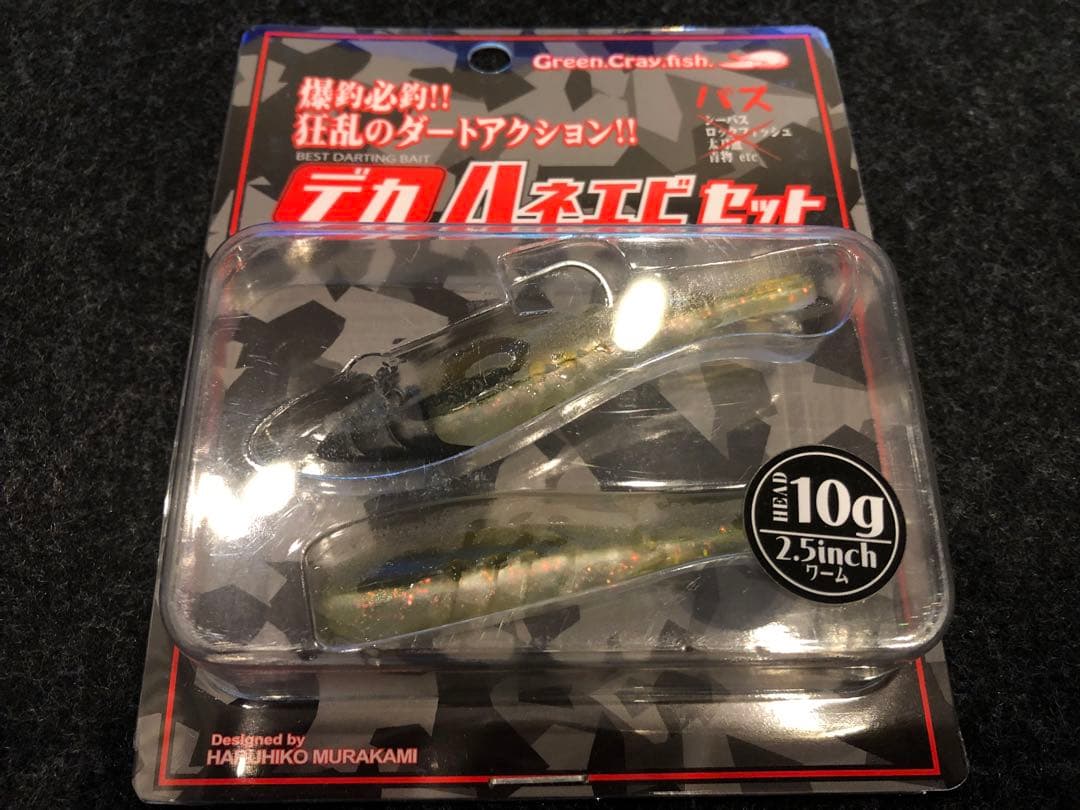 Green.Cray.fish.
爆釣必釣!!
狂乱のダートアクション!!
BEST DARTING BAIT
バス
シーバス
ロックフィッシュ
太刀魚
青物 etc
デカハネエビセット
HEAD 10g
2.5inch
ワーム
Designed by
HARUHIKO MURAKAMI